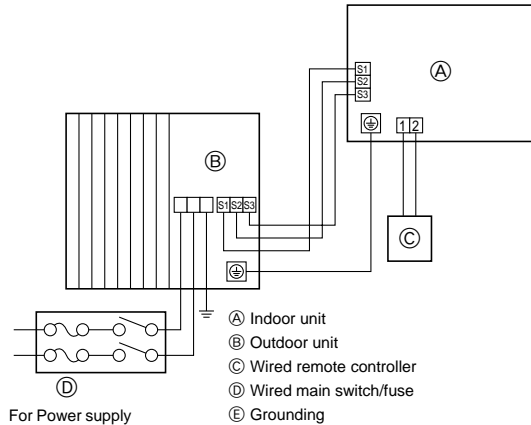 S1
S2
S3
Ⓐ
1 2
Ⓑ
S1 S2 S3
Ⓒ
Ⓓ
For Power supply
Ⓐ Indoor unit
Ⓑ Outdoor unit
Ⓒ Wired remote controller
Ⓓ Wired main switch/fuse
Ⓔ Grounding